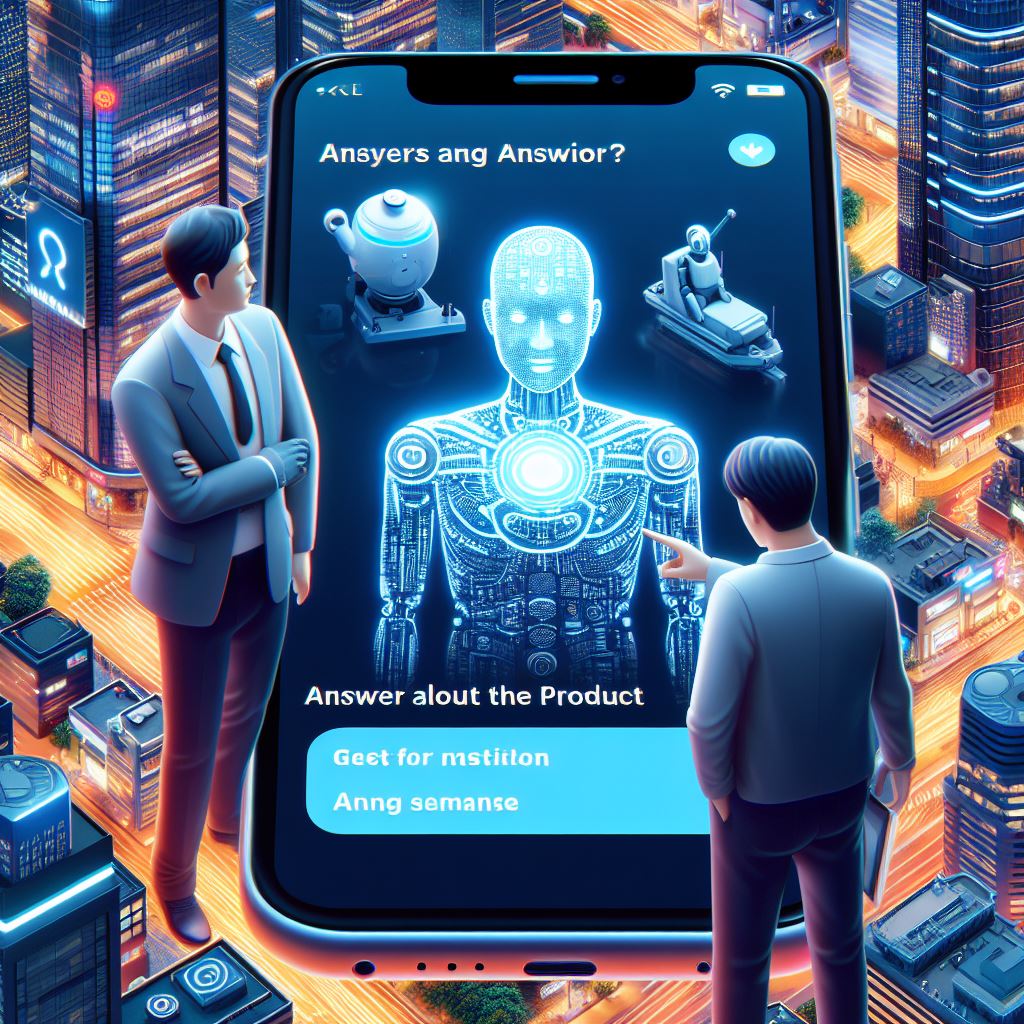 Ansyers ang Answior?
Answer alout the Product
Geet for mstitlon
Anng semanse